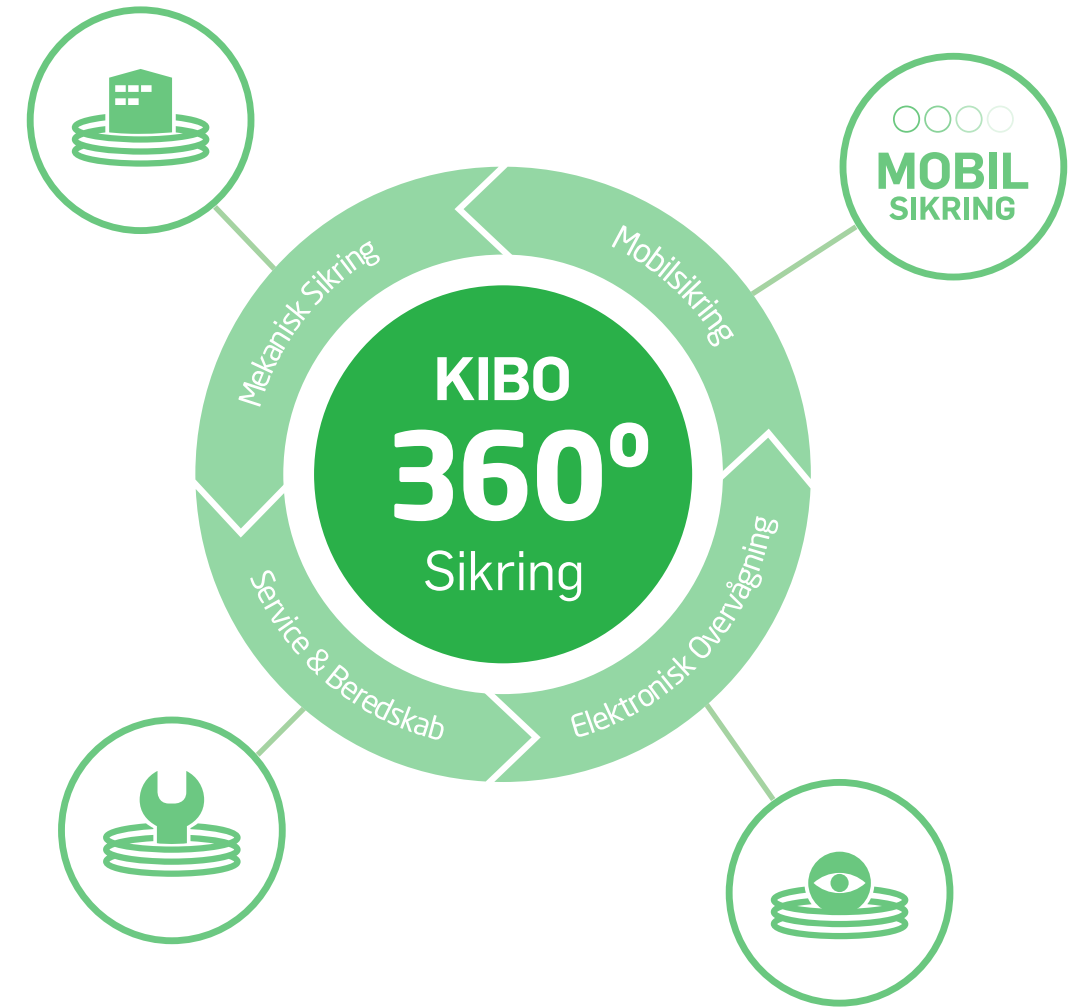 MOBIL
SIKRING
Mekanisk Sikring
Mobilsikring
KIBO
360°
Sikring
Service & Beredskab
Elektronisk Overvågning